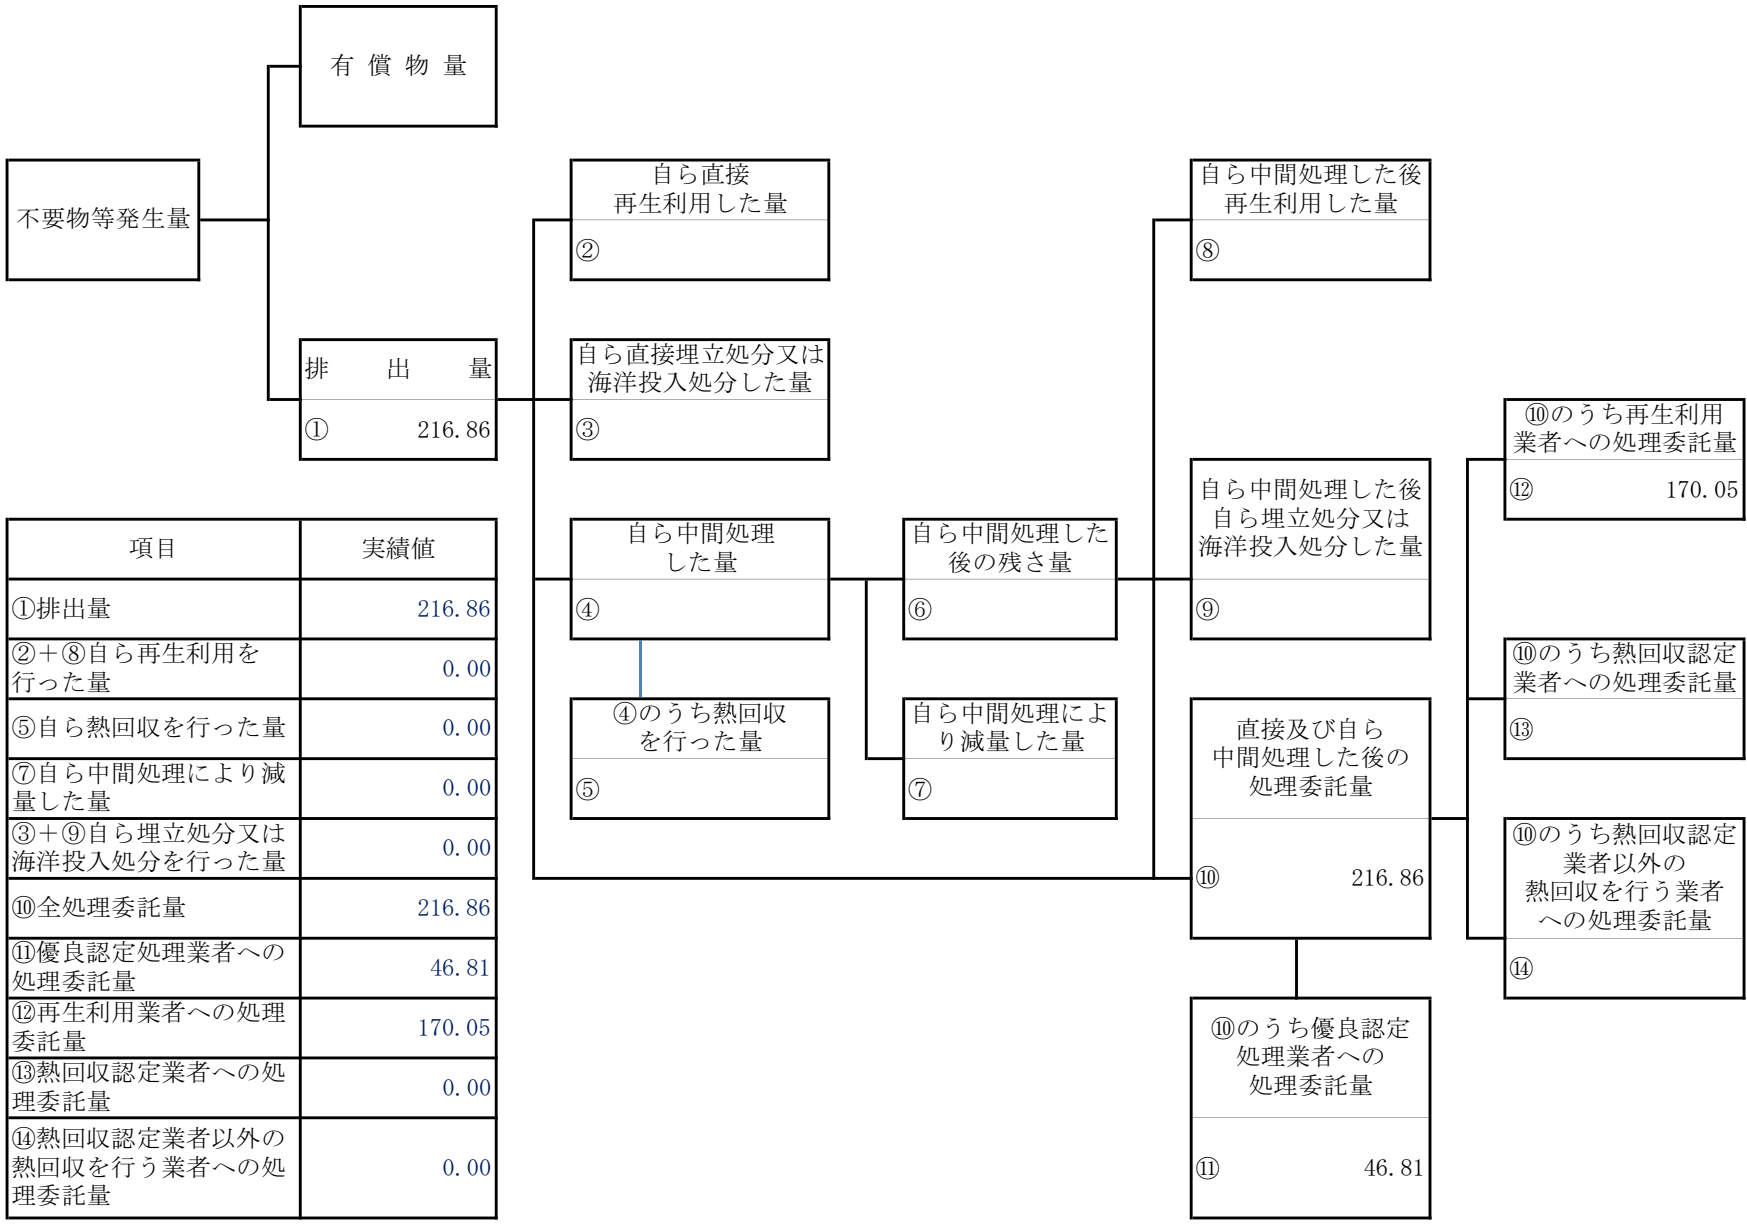 有 償 物 量
不要物等発生量
排 出 量
① 216.86
自ら直接
再生利用した量
②
自ら直接埋立処分又は
海洋投入処分した量
③
自ら中間処理
した量
④
④のうち熱回収
を行った量
⑤
自ら中間処理した
後の残さ量
⑥
自ら中間処理によ
り減量した量
⑦
自ら中間処理した後
再生利用した量
⑧
自ら中間処理した後
自ら埋立処分又は
海洋投入処分した量
⑨
直接及び自ら
中間処理した後の
処理委託量
⑩ 216.86
⑩のうち優良認定
処理業者への
処理委託量
⑪ 46.81
⑩のうち再生利用
業者への処理委託量
⑫ 170.05
⑩のうち熱回収認定
業者への処理委託量
⑬
⑩のうち熱回収認定
業者以外の
熱回収を行う業者
への処理委託量
⑭
項目 実績値
①排出量 216.86
②＋⑧自ら再生利用を
行った量 0.00
⑤自ら熱回収を行った量 0.00
⑦自ら中間処理により減
量した量 0.00
③＋⑨自ら埋立処分又は
海洋投入処分を行った量 0.00
⑩全処理委託量 216.86
⑪優良認定処理業者への
処理委託量 46.81
⑫再生利用業者への処理
委託量 170.05
⑬熱回収認定業者への処
理委託量 0.00
⑭熱回収認定業者以外の
熱回収を行う業者への処
理委託量 0.00